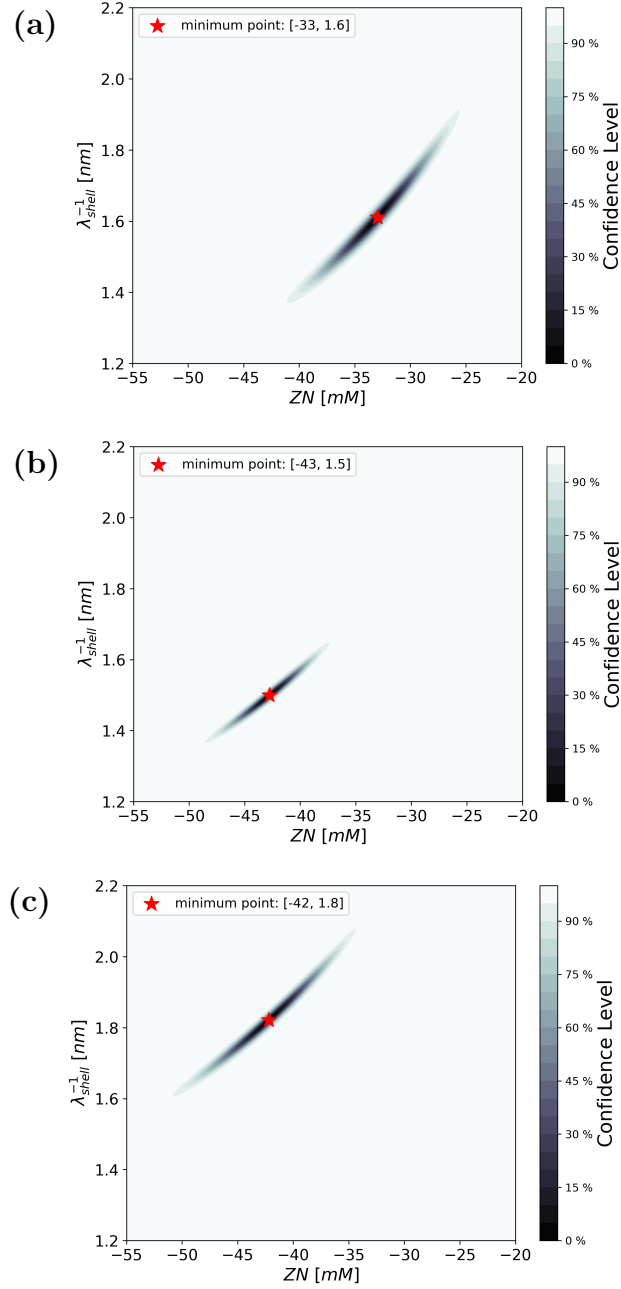 (a)
minimum point: [-33, 1.6]
2.2
2.0
1.8
1.6
1.4
1.2
λ⁻¹shell [nm]
−55 −50 −45 −40 −35 −30 −25 −20
ZN [mM]
90 %
75 %
60 %
45 %
30 %
15 %
0 %
Confidence Level
(b)
minimum point: [-43, 1.5]
2.2
2.0
1.8
1.6
1.4
1.2
λ⁻¹shell [nm]
−55 −50 −45 −40 −35 −30 −25 −20
ZN [mM]
90 %
75 %
60 %
45 %
30 %
15 %
0 %
Confidence Level
(c)
minimum point: [-42, 1.8]
2.2
2.0
1.8
1.6
1.4
1.2
λ⁻¹shell [nm]
−55 −50 −45 −40 −35 −30 −25 −20
ZN [mM]
90 %
75 %
60 %
45 %
30 %
15 %
0 %
Confidence Level